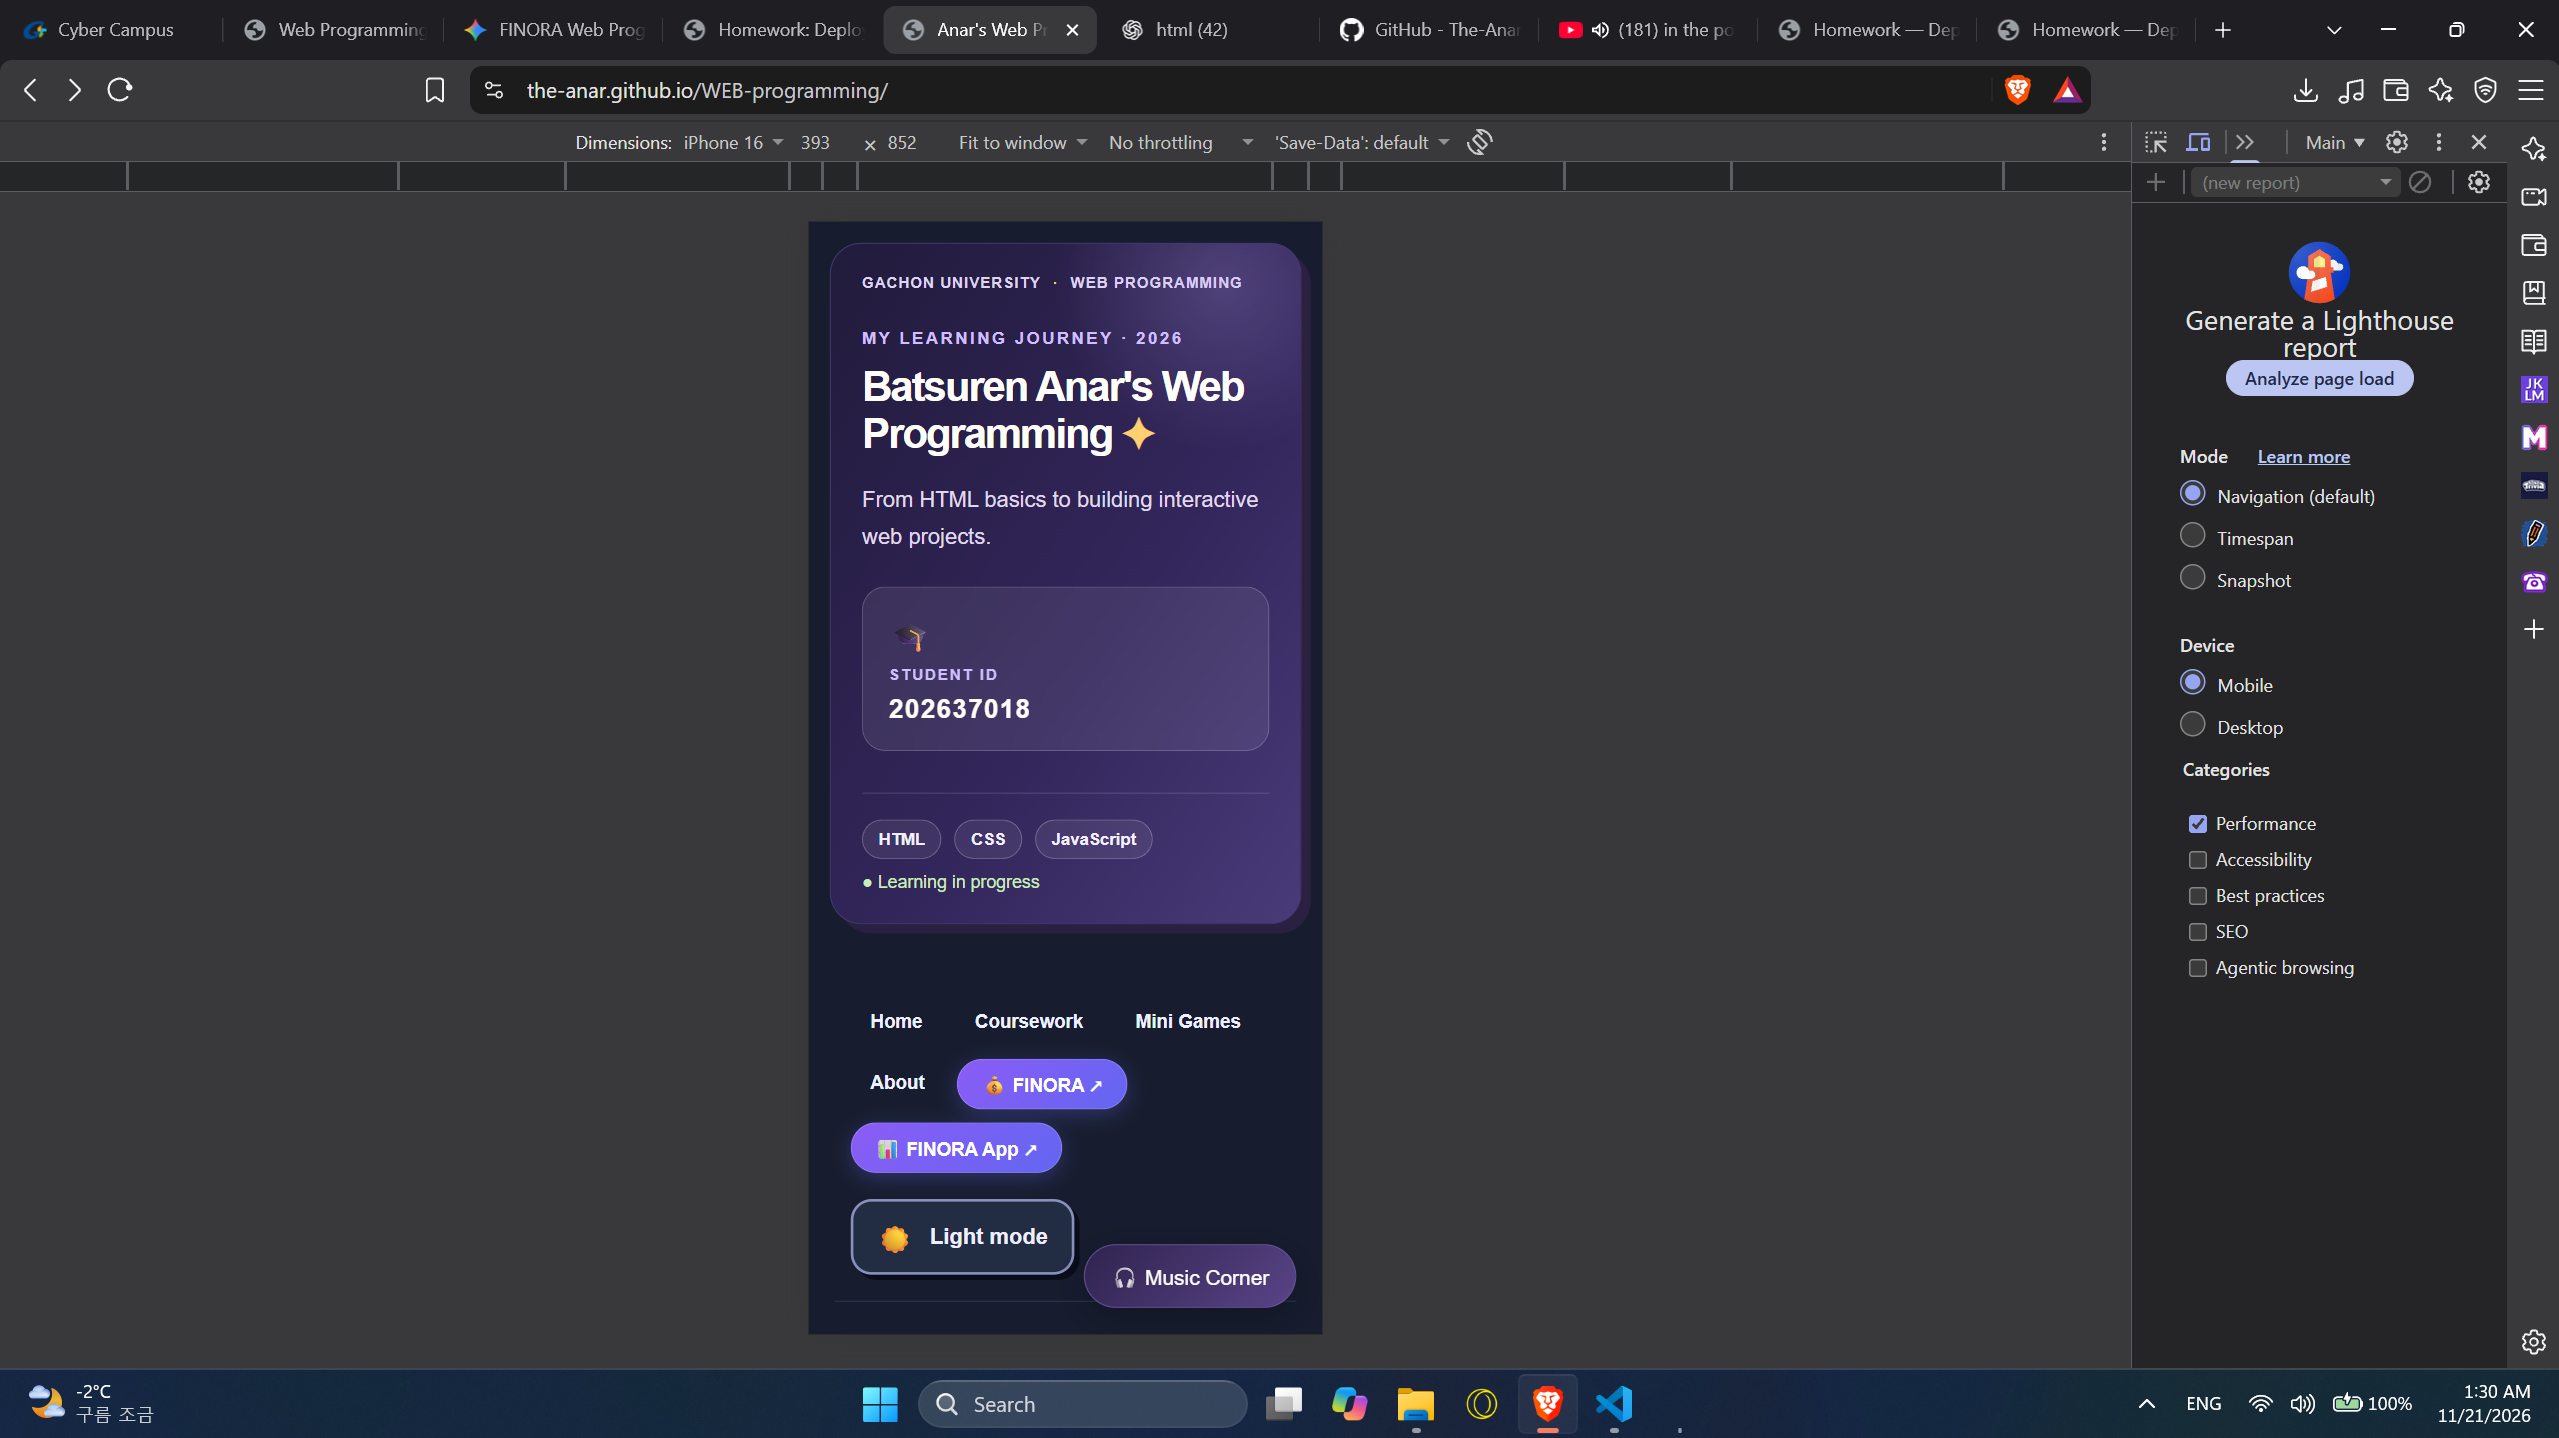 Cyber Campus
Web Programming
FINORA Web Prog
Homework: Deplo
Anar's Web Pr
html (42)
GitHub - The-Anar
(181) in the po
Homework — Dep
Homework — Dep
the-anar.github.io/WEB-programming/
Dimensions: iPhone 16 393 × 852 Fit to window No throttling 'Save-Data': default
Main
(new report)
GACHON UNIVERSITY · WEB PROGRAMMING
MY LEARNING JOURNEY · 2026
Batsuren Anar's Web
Programming
From HTML basics to building interactive
web projects.
STUDENT ID
202637018
HTML CSS JavaScript
● Learning in progress
Home Coursework Mini Games
About FINORA ↗
FINORA App ↗
Light mode
Music Corner
Generate a Lighthouse
report
Analyze page load
Mode Learn more
Navigation (default)
Timespan
Snapshot
Device
Mobile
Desktop
Categories
Performance
Accessibility
Best practices
SEO
Agentic browsing
JK
LM
M
-2°C
구름 조금
Search
ENG
100%
1:30 AM
11/21/2026